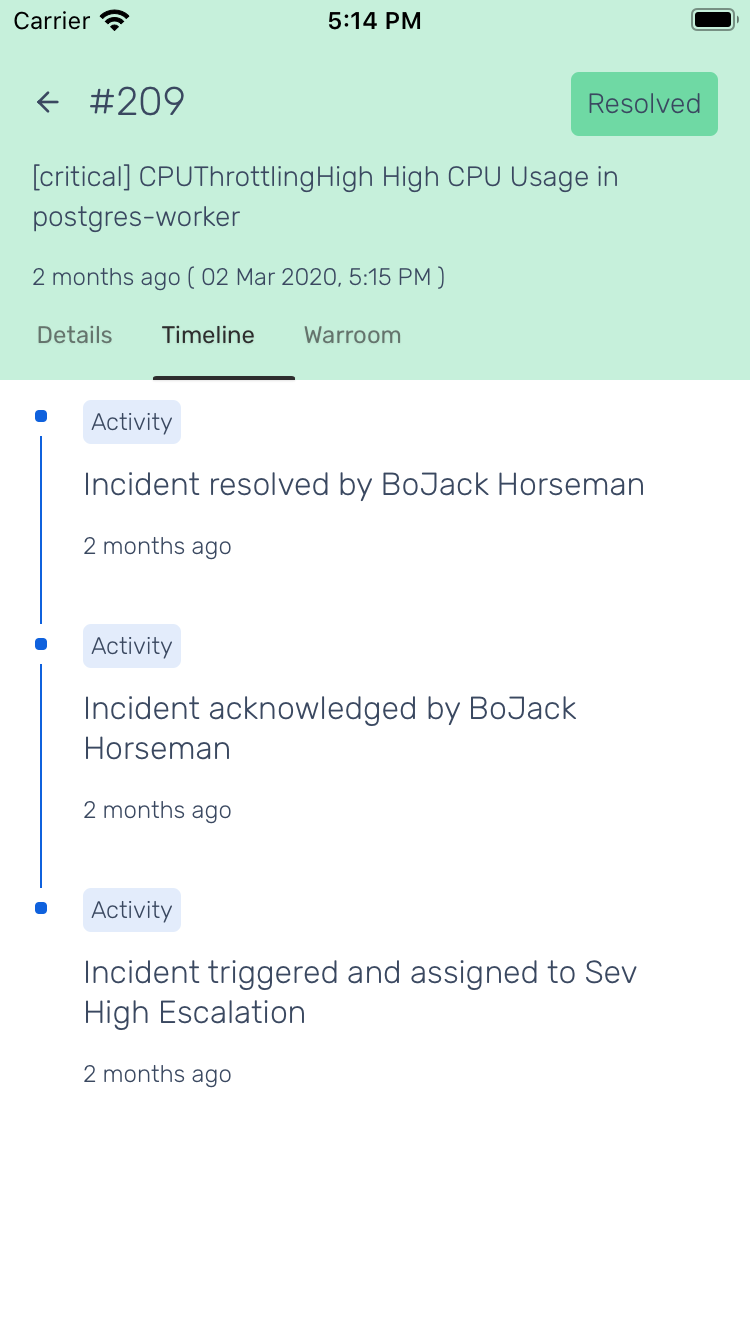 Carrier 5:14 PM
#209 Resolved
[critical] CPUThrottlingHigh High CPU Usage in
postgres-worker
2 months ago ( 02 Mar 2020, 5:15 PM )
Details Timeline Warroom
Activity
Incident resolved by BoJack Horseman
2 months ago
Activity
Incident acknowledged by BoJack
Horseman
2 months ago
Activity
Incident triggered and assigned to Sev
High Escalation
2 months ago